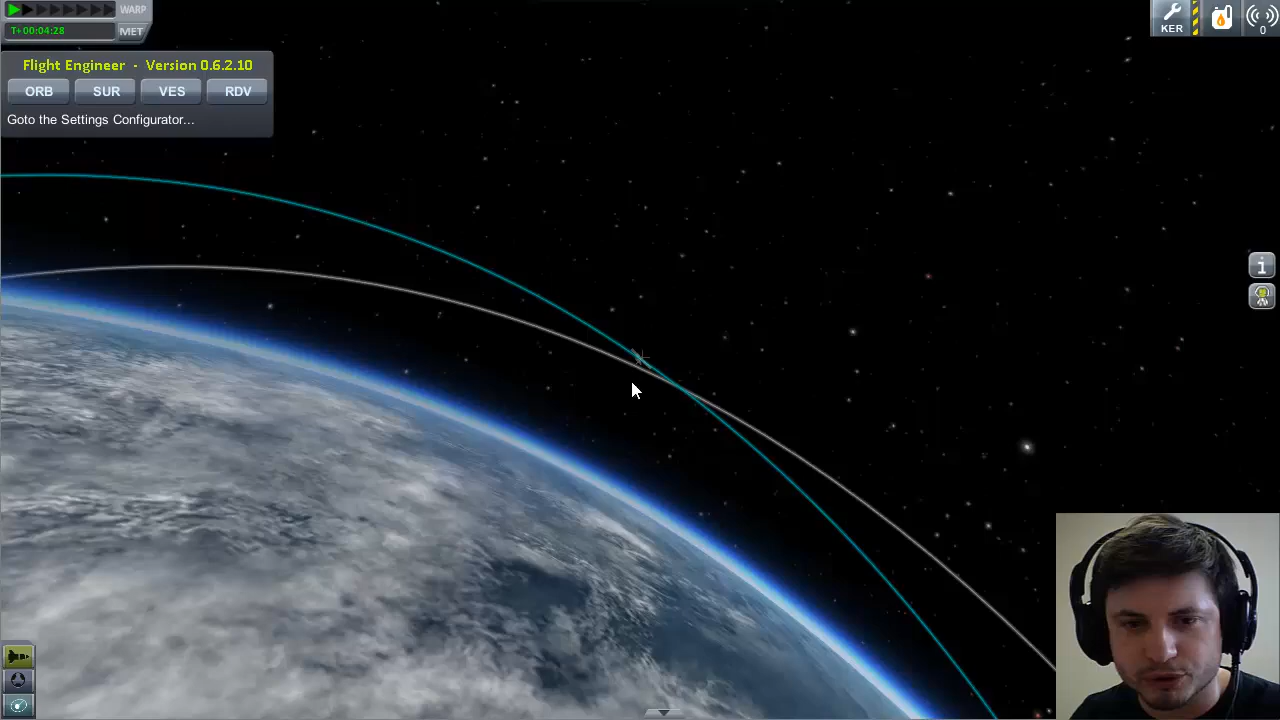 WARP
T+00:04:28
MET
KER
0
Flight Engineer - Version 0.6.2.10
ORB
SUR
VES
RDV
Goto the Settings Configurator...